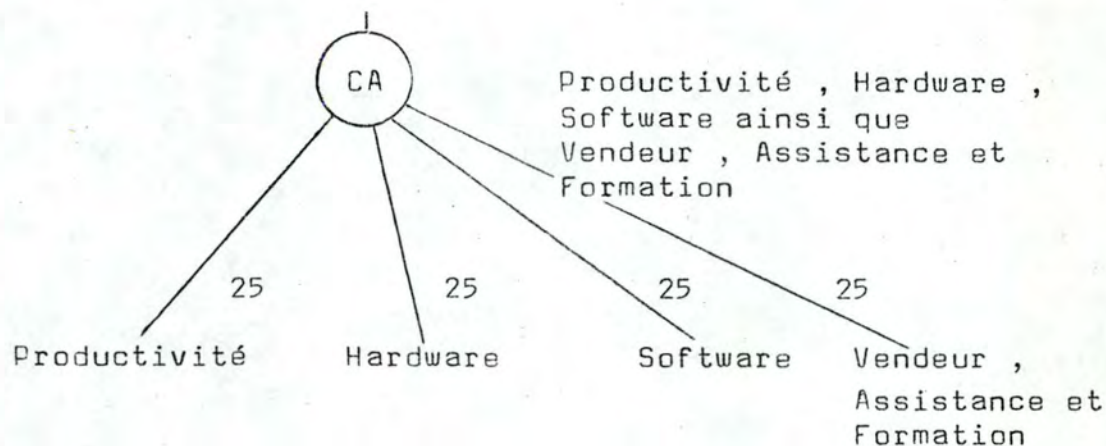 CA
Productivité , Hardware ,
Software ainsi que
Vendeur , Assistance et
Formation
25 25 25 25
Productivité Hardware Software Vendeur ,
Assistance et
Formation